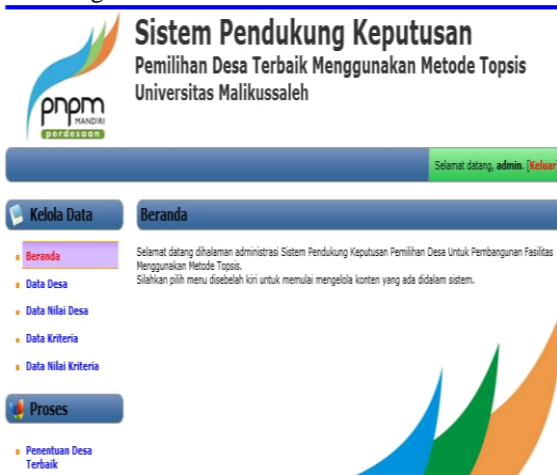 Sistem Pendukung Keputusan
Pemilihan Desa Terbaik Menggunakan Metode Topsis
Universitas Malikussaleh
pnpm
MANDIRI
perdesaan
Selamat datang, admin. [Keluar]
Kelola Data
Beranda
Beranda
Selamat datang dihalaman administrasi Sistem Pendukung Keputusan Pemilihan Desa Untuk Pembangunan Fasilitas
Menggunakan Metode Topsis.
Silahkan pilih menu disebelah kiri untuk memulai mengelola konten yang ada didalam sistem.
Data Desa
Data Nilai Desa
Data Kriteria
Data Nilai Kriteria
Proses
Penentuan Desa
Terbaik